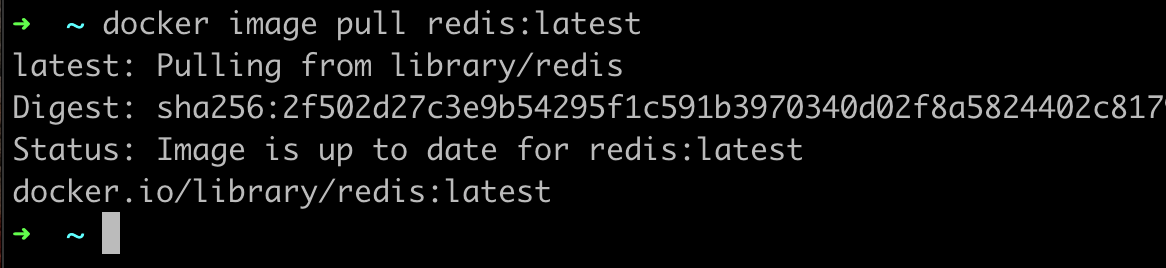 ➜  ~ docker image pull redis:latest
latest: Pulling from library/redis
Digest: sha256:2f502d27c3e9b54295f1c591b3970340d02f8a5824402c8179
Status: Image is up to date for redis:latest
docker.io/library/redis:latest
➜  ~